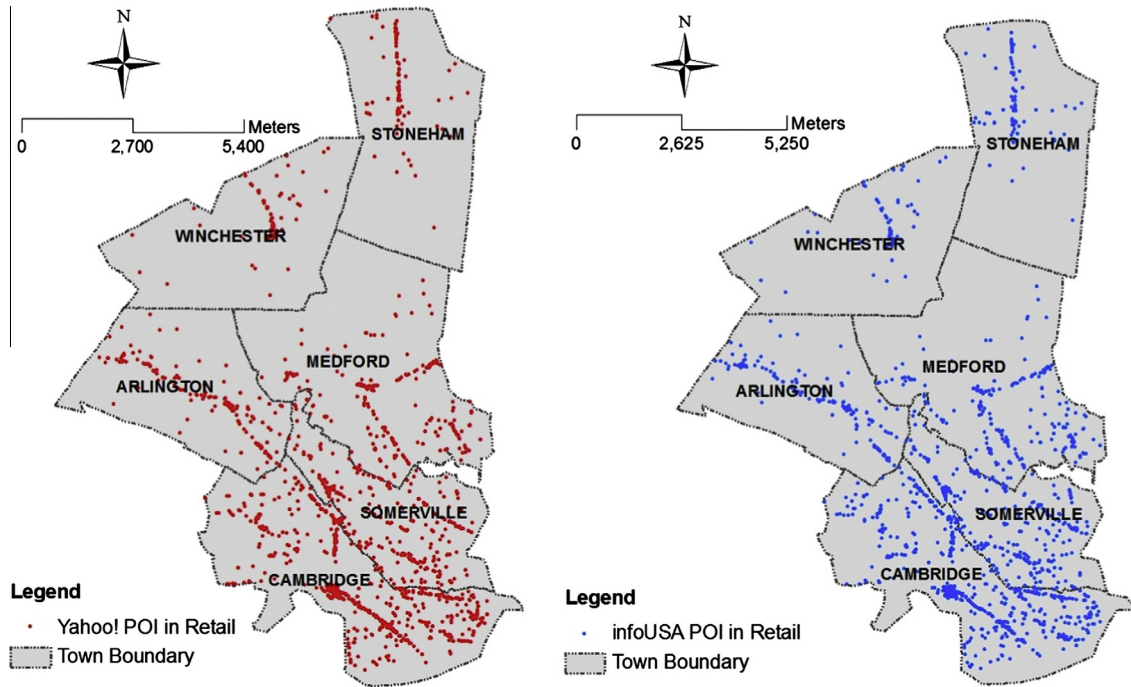 N
Meters
0 2,700 5,400
STONEHAM
WINCHESTER
MEDFORD
ARLINGTON
SOMERVILLE
CAMBRIDGE
Legend
Yahoo! POI in Retail
Town Boundary
N
Meters
0 2,625 5,250
STONEHAM
WINCHESTER
MEDFORD
ARLINGTON
SOMERVILLE
CAMBRIDGE
Legend
infoUSA POI in Retail
Town Boundary